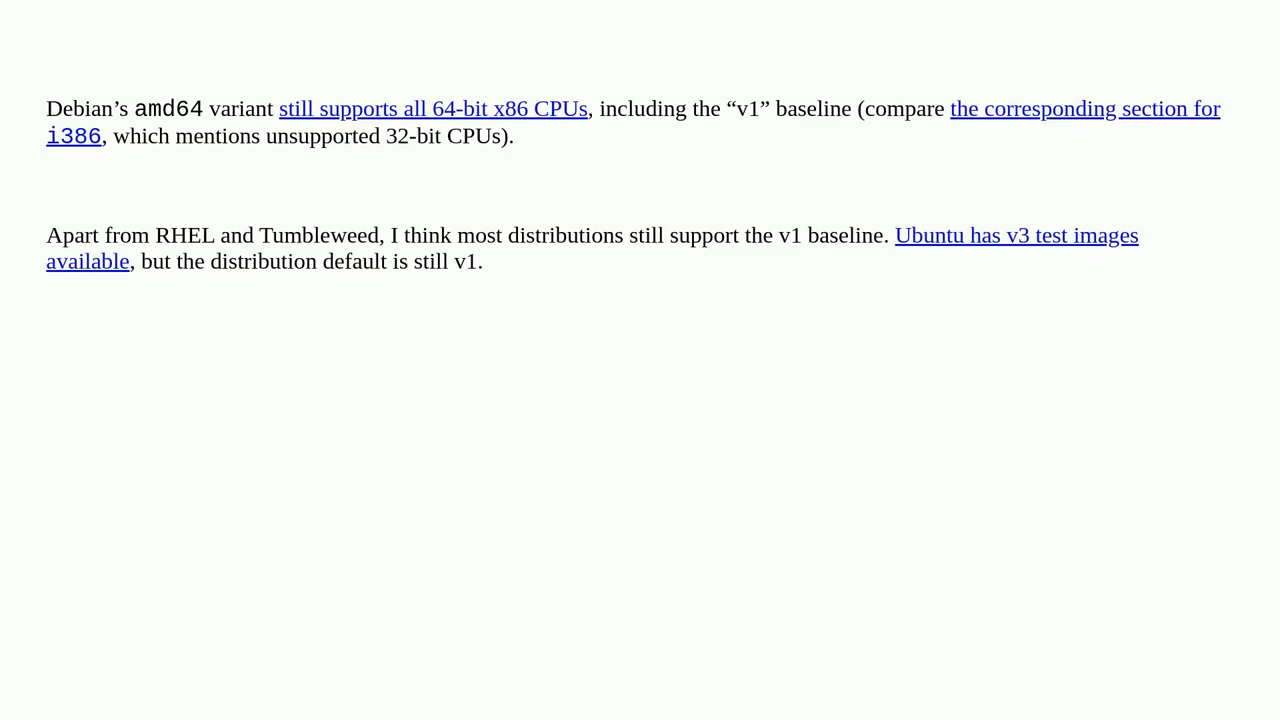 Debian’s amd64 variant still supports all 64-bit x86 CPUs, including the “v1” baseline (compare the corresponding section for
i386, which mentions unsupported 32-bit CPUs).
Apart from RHEL and Tumbleweed, I think most distributions still support the v1 baseline. Ubuntu has v3 test images
available, but the distribution default is still v1.